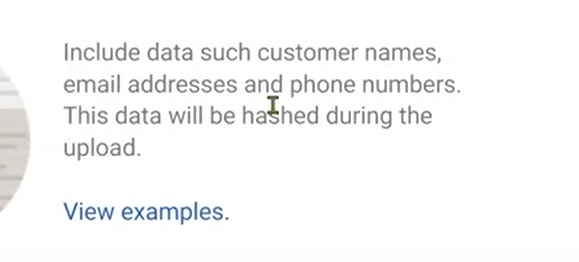 Include data such customer names,
email addresses and phone numbers.
This data will be hashed during the
upload.
View examples.